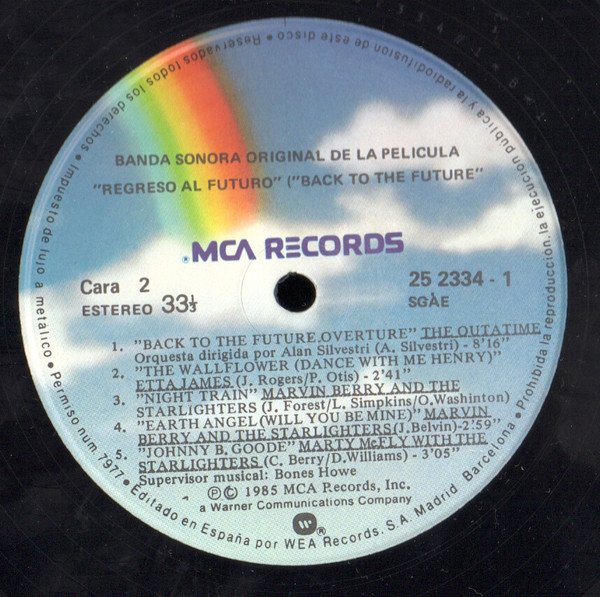 • Impuesto de lujo a metálico • Permiso num. 7977 • Editado en España por WEA Records. S.A. Madrid. Barcelona • Prohibida la ejecucion publica y la radiodifusion de este disco • Reservados todos los derechos
BANDA SONORA ORIGINAL DE LA PELICULA
"REGRESO AL FUTURO" ("BACK TO THE FUTURE"
® MCA RECORDS
Cara 2
25 2334 - 1
ESTEREO 33⅓
SGAE
1. "BACK TO THE FUTURE OVERTURE" THE OUTATIME
Orquesta dirigida por Alan Silvestri (A. Silvestri) - 8'16"
2. "THE WALLFLOWER (DANCE WITH ME HENRY)"
ETTA JAMES (J. Rogers/P. Otis) - 2'41"
3. "NIGHT TRAIN" MARVIN BERRY AND THE
STARLIGHTERS (J. Forest/L. Simpkins/O.Washinton)
4. "EARTH ANGEL (WILL YOU BE MINE)" MARVIN
BERRY AND THE STARLIGHTERS (J.Belvin)-2'59"
5. "JOHNNY B. GOODE" MARTY McFLY WITH THE
STARLIGHTERS (C. Berry/D.Williams) - 3'05"
Supervisor musical: Bones Howe
℗© 1985 MCA Records, Inc.
a Warner Communications Company
W ®